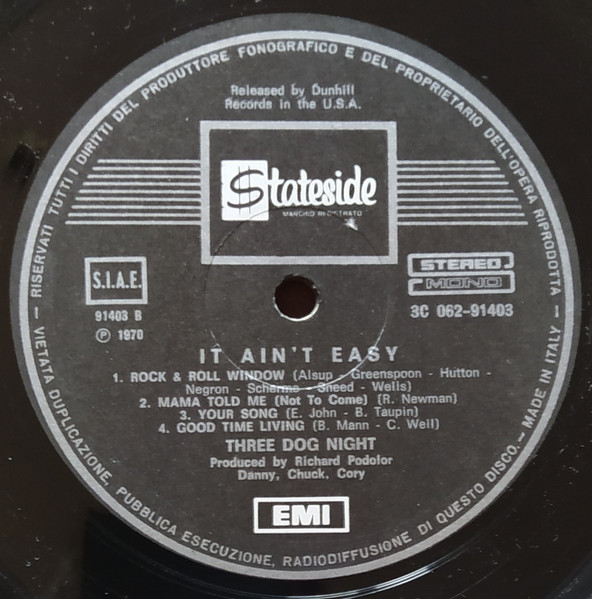 RISERVATI TUTTI I DIRITTI DEL PRODUTTORE FONOGRAFICO E DEL PROPRIETARIO DELL'OPERA RIPRODOTTA
Released by Dunhill
Records in the U.S.A.
Stateside
MARCHIO REGISTRATO
S.I.A.E.
91403 B
℗ 1970
STEREO
MONO
3C 062-91403
IT AIN'T EASY
1. ROCK & ROLL WINDOW (Alsup - Greenspoon - Hutton -
Negron - Schermie - Sneed - Wells)
2. MAMA TOLD ME (Not To Come) (R. Newman)
3. YOUR SONG (E. John - B. Taupin)
4. GOOD TIME LIVING (B. Mann - C. Weil)
THREE DOG NIGHT
Produced by Richard Podolor
Danny, Chuck, Cory
EMI
— VIETATA DUPLICAZIONE, PUBBLICA ESECUZIONE, RADIODIFFUSIONE DI QUESTO DISCO. — MADE IN ITALY —